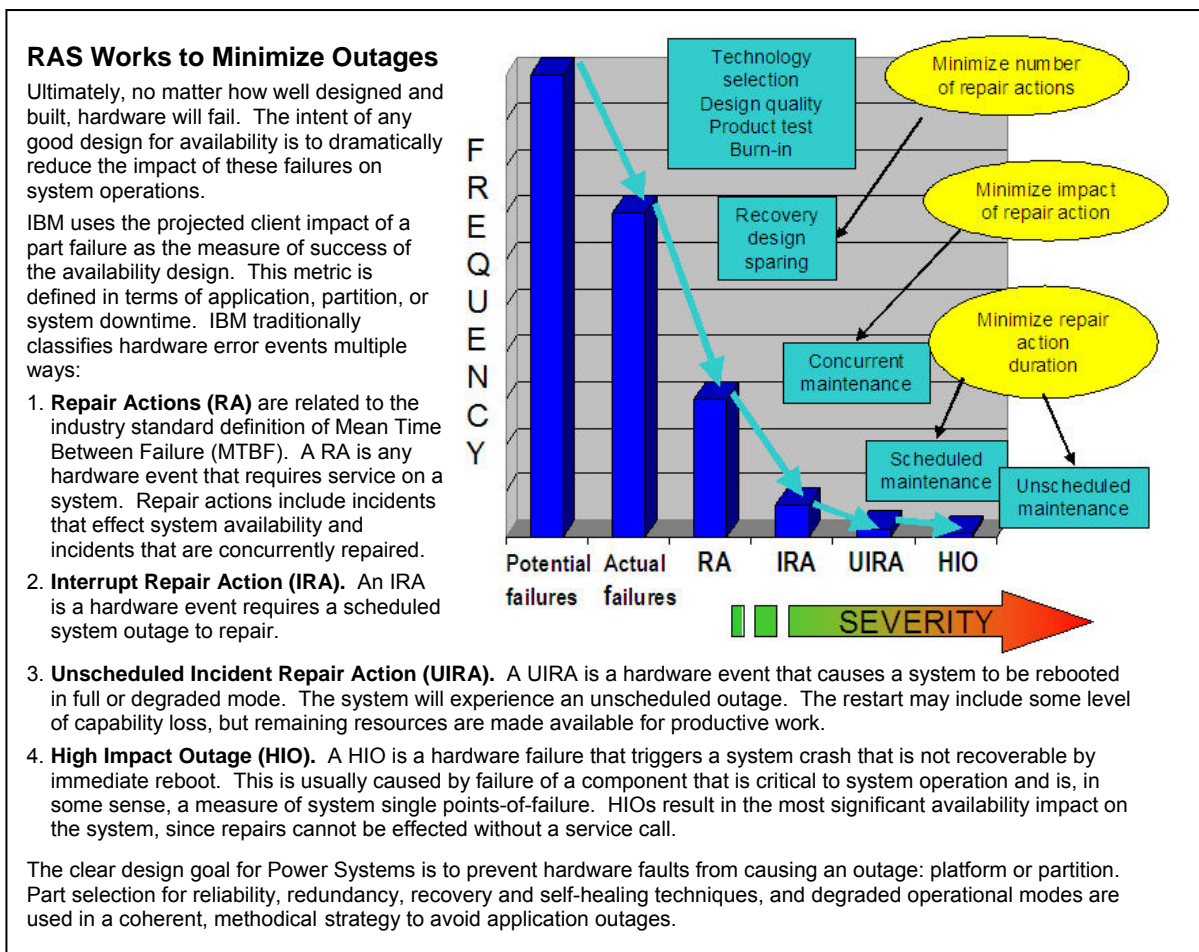 RAS Works to Minimize Outages
Ultimately, no matter how well designed and
built, hardware will fail. The intent of any
good design for availability is to dramatically
reduce the impact of these failures on
system operations.
IBM uses the projected client impact of a
part failure as the measure of success of
the availability design. This metric is
defined in terms of application, partition, or
system downtime. IBM traditionally
classifies hardware error events multiple
ways:
1. Repair Actions (RA) are related to the
industry standard definition of Mean Time
Between Failure (MTBF). A RA is any
hardware event that requires service on a
system. Repair actions include incidents
that effect system availability and
incidents that are concurrently repaired.
2. Interrupt Repair Action (IRA). An IRA
is a hardware event requires a scheduled
system outage to repair.
FREQUENCY
Technology
selection
Design quality
Product test
Burn-in
Minimize number
of repair actions
Recovery
design
sparing
Minimize impact
of repair action
Concurrent
maintenance
Minimize repair
action
duration
Scheduled
maintenance
Unscheduled
maintenance
Potential
failures
Actual
failures
RA
IRA
UIRA
HIO
SEVERITY
3. Unscheduled Incident Repair Action (UIRA). A UIRA is a hardware event that causes a system to be rebooted
in full or degraded mode. The system will experience an unscheduled outage. The restart may include some level
of capability loss, but remaining resources are made available for productive work.
4. High Impact Outage (HIO). A HIO is a hardware failure that triggers a system crash that is not recoverable by
immediate reboot. This is usually caused by failure of a component that is critical to system operation and is, in
some sense, a measure of system single points-of-failure. HIOs result in the most significant availability impact on
the system, since repairs cannot be effected without a service call.
The clear design goal for Power Systems is to prevent hardware faults from causing an outage: platform or partition.
Part selection for reliability, redundancy, recovery and self-healing techniques, and degraded operational modes are
used in a coherent, methodical strategy to avoid application outages.